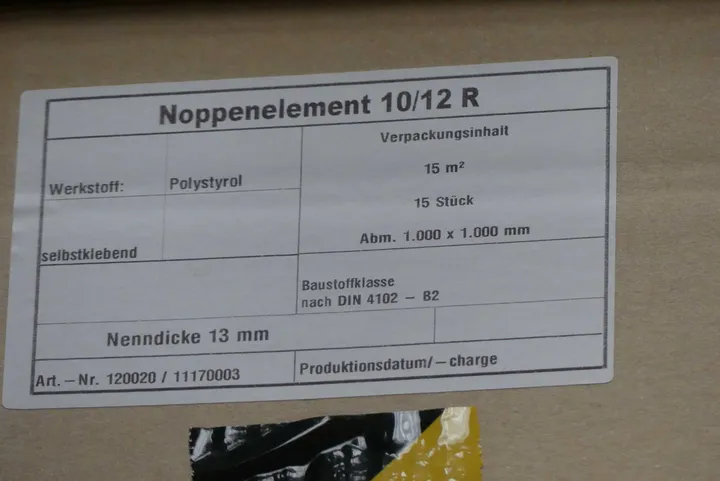 Noppenelement 10/12 R
Werkstoff: Polystyrol
selbstklebend
Verpackungsinhalt
15 m²
15 Stück
Abm. 1.000 x 1.000 mm
Baustoffklasse
nach DIN 4102 – B2
Nenndicke 13 mm
Art.–Nr. 120020 / 11170003
Produktionsdatum/–charge